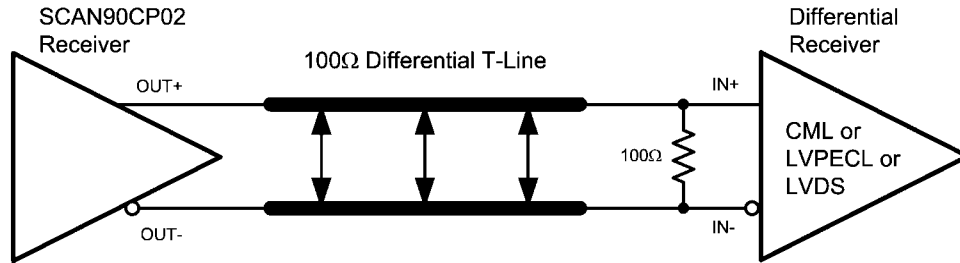 SCAN90CP02
Receiver
OUT+
OUT-
100Ω Differential T-Line
100Ω
IN+
IN-
Differential
Receiver
CML or
LVPECL or
LVDS